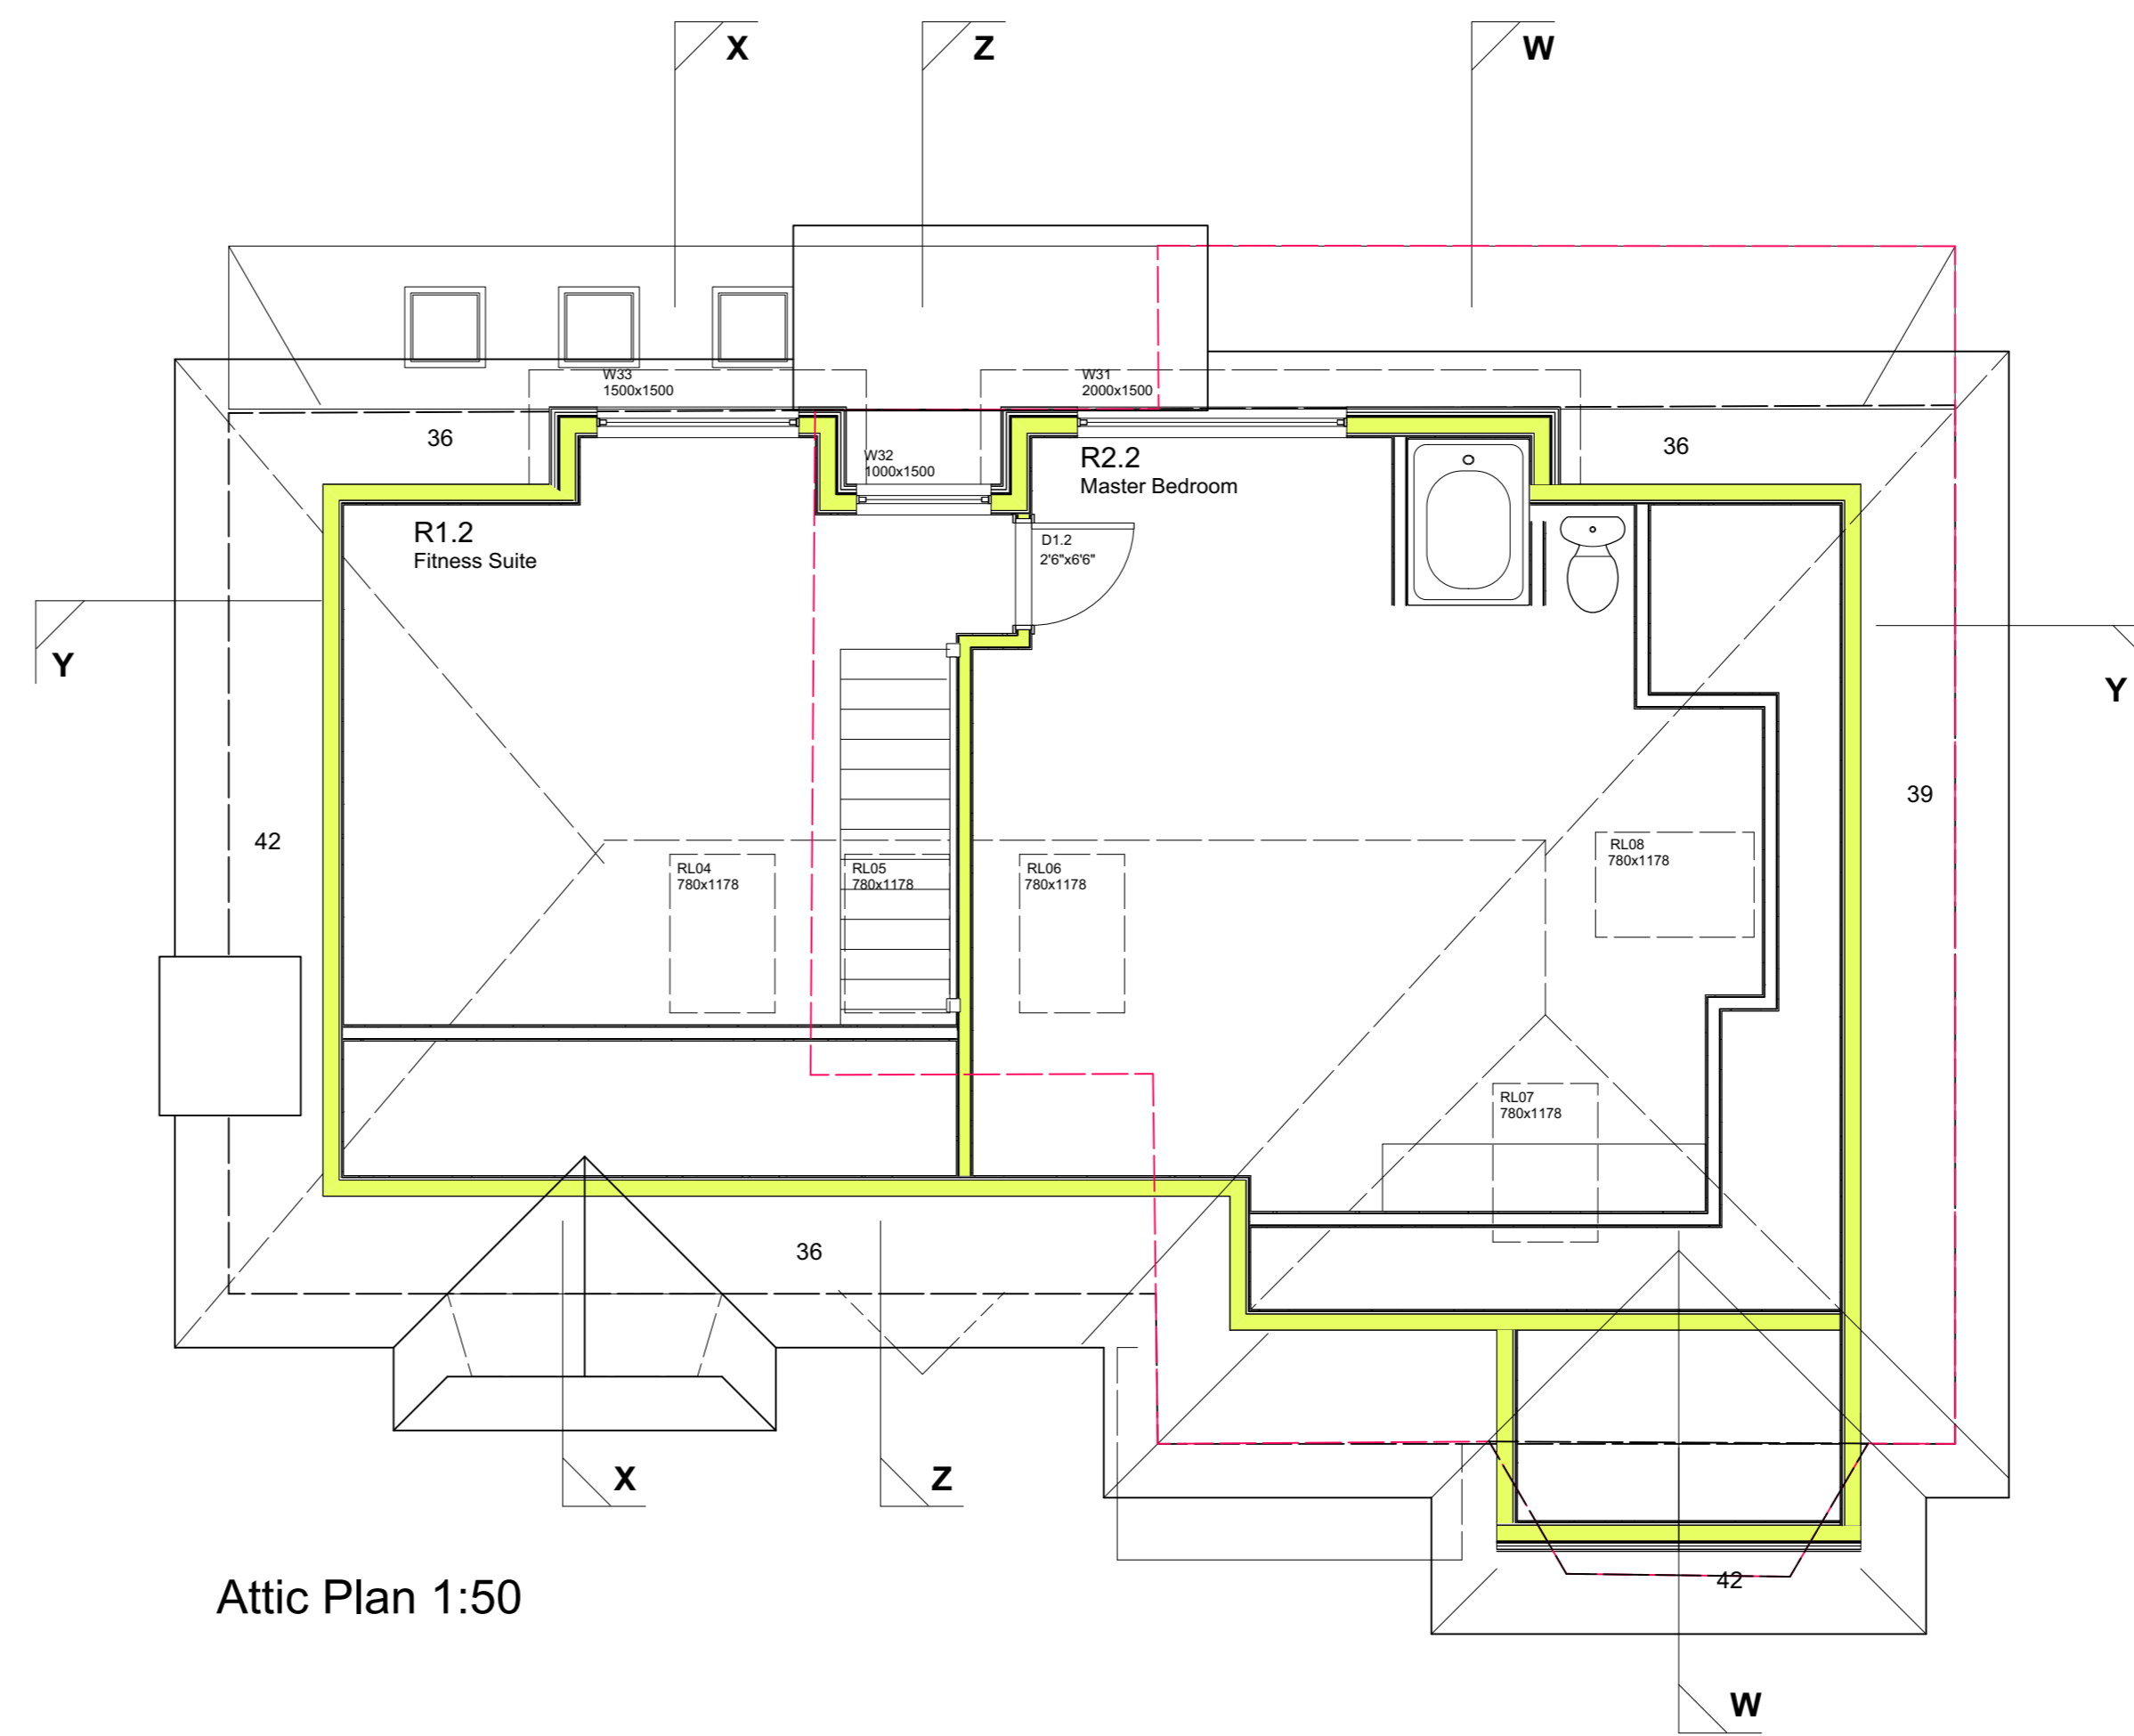 X
Z
W
W33
1500x1500
W31
2000x1500
36
W32
1000x1500
R2.2
Master Bedroom
36
R1.2
Fitness Suite
D1.2
2'6"x6'6"
Y
Y
39
42
RL04
780x1178
RL05
780x1178
RL06
780x1178
RL08
780x1178
RL07
780x1178
36
X
Z
42
Attic Plan 1:50
W